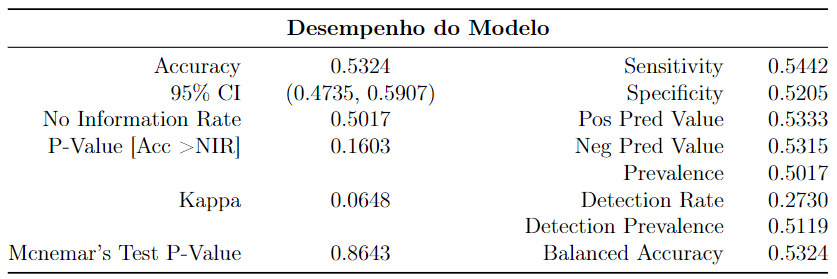 Desempenho do Modelo
Accuracy 0.5324 Sensitivity 0.5442
95% CI (0.4735, 0.5907) Specificity 0.5205
No Information Rate 0.5017 Pos Pred Value 0.5333
P-Value [Acc >NIR] 0.1603 Neg Pred Value 0.5315
Prevalence 0.5017
Kappa 0.0648 Detection Rate 0.2730
Detection Prevalence 0.5119
Mcnemar's Test P-Value 0.8643 Balanced Accuracy 0.5324